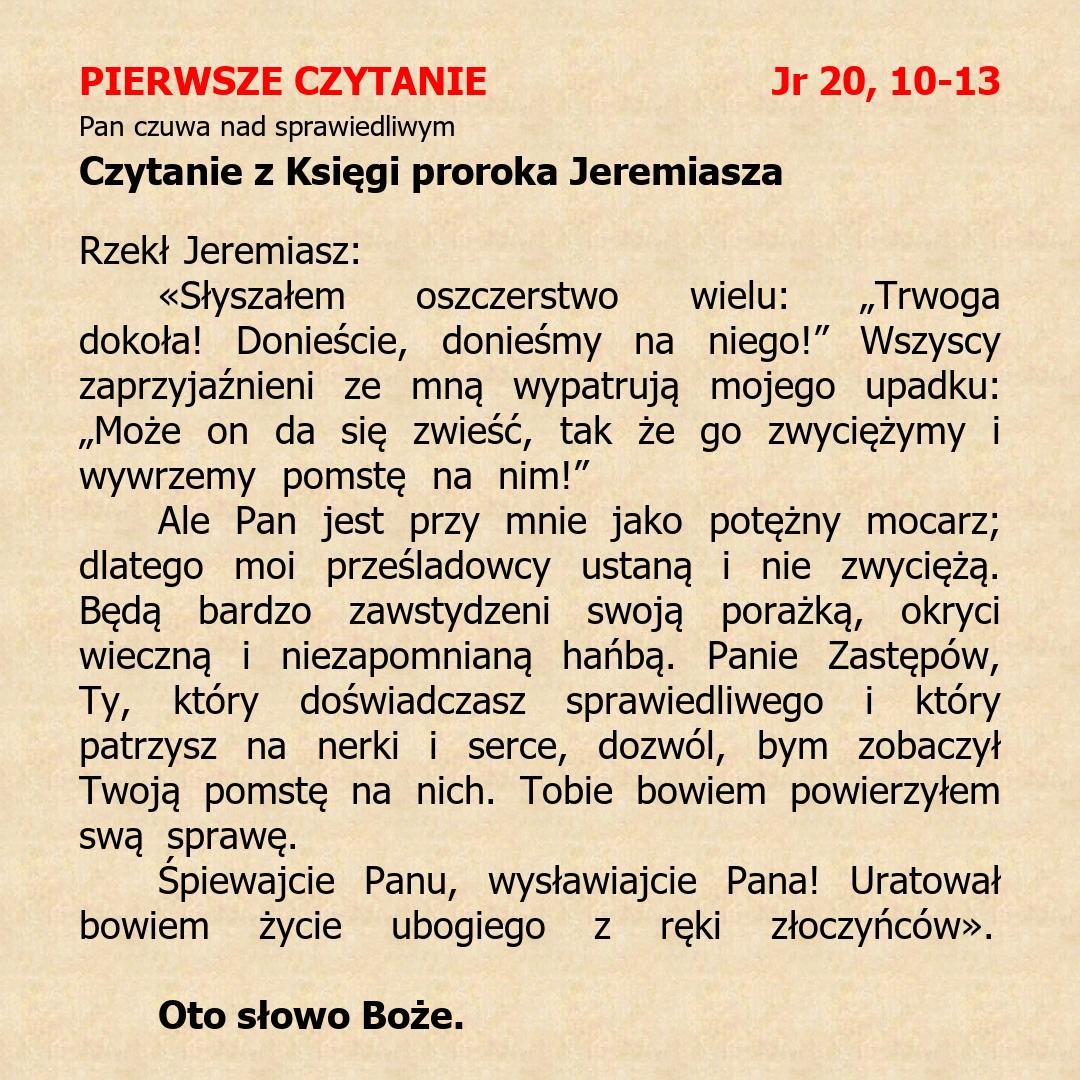 PIERWSZE CZYTANIE Jr 20, 10-13
Pan czuwa nad sprawiedliwym
Czytanie z Księgi proroka Jeremiasza
Rzekł Jeremiasz:
«Słyszałem oszczerstwo wielu: „Trwoga
dokoła! Donieście, donieśmy na niego!” Wszyscy
zaprzyjaźnieni ze mną wypatrują mojego upadku:
„Może on da się zwieść, tak że go zwyciężymy i
wywrzemy pomstę na nim!”
Ale Pan jest przy mnie jako potężny mocarz;
dlatego moi prześladowcy ustaną i nie zwyciężą.
Będą bardzo zawstydzeni swoją porażką, okryci
wieczną i niezapomnianą hańbą. Panie Zastępów,
Ty, który doświadczasz sprawiedliwego i który
patrzysz na nerki i serce, dozwól, bym zobaczył
Twoją pomstę na nich. Tobie bowiem powierzyłem
swą sprawę.
Śpiewajcie Panu, wysławiajcie Pana! Uratował
bowiem życie ubogiego z ręki złoczyńców».
Oto słowo Boże.